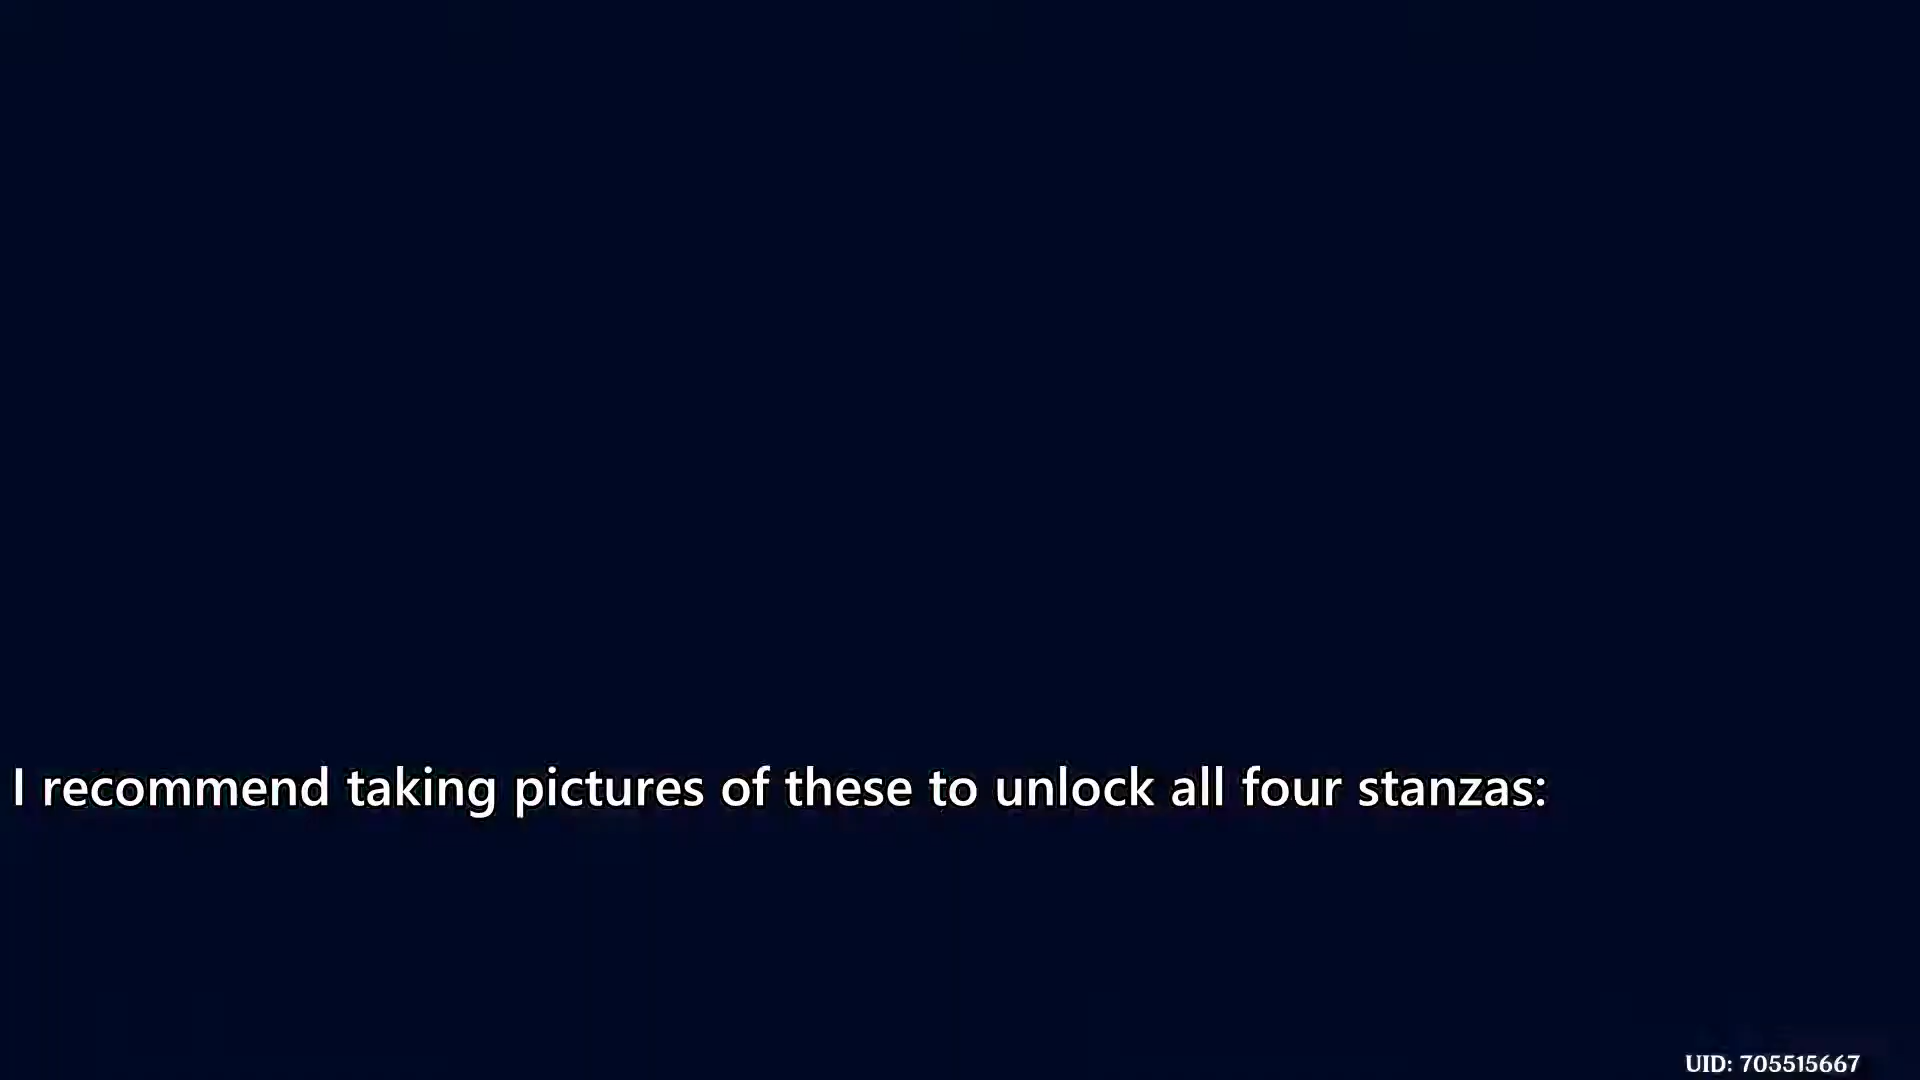 I recommend taking pictures of these to unlock all four stanzas:
UID: 705515667